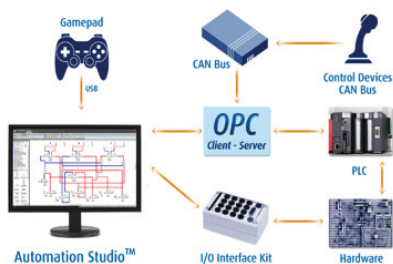 Gamepad
USB
CAN Bus
Control Devices
CAN Bus
OPC
Client - Server
PLC
Automation Studio™
I/O Interface Kit
Hardware